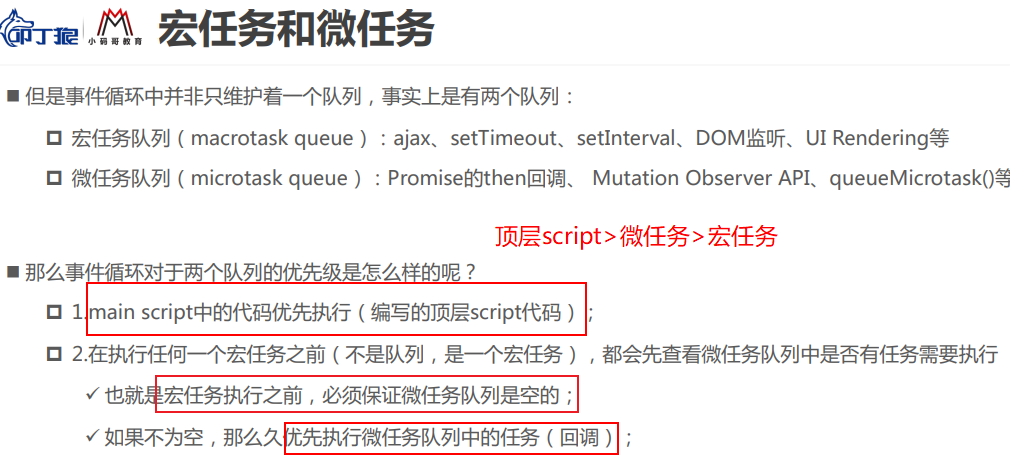 布丁狼
小码哥教育
宏任务和微任务
但是事件循环中并非只维护着一个队列，事实上是有两个队列：
宏任务队列（macrotask queue）：ajax、setTimeout、setInterval、DOM监听、UI Rendering等
微任务队列（microtask queue）：Promise的then回调、 Mutation Observer API、queueMicrotask()等
顶层script>微任务>宏任务
那么事件循环对于两个队列的优先级是怎么样的呢？
1.main script中的代码优先执行（编写的顶层script代码）；
2.在执行任何一个宏任务之前（不是队列，是一个宏任务），都会先查看微任务队列中是否有任务需要执行
也就是宏任务执行之前，必须保证微任务队列是空的；
如果不为空，那么久优先执行微任务队列中的任务（回调）；